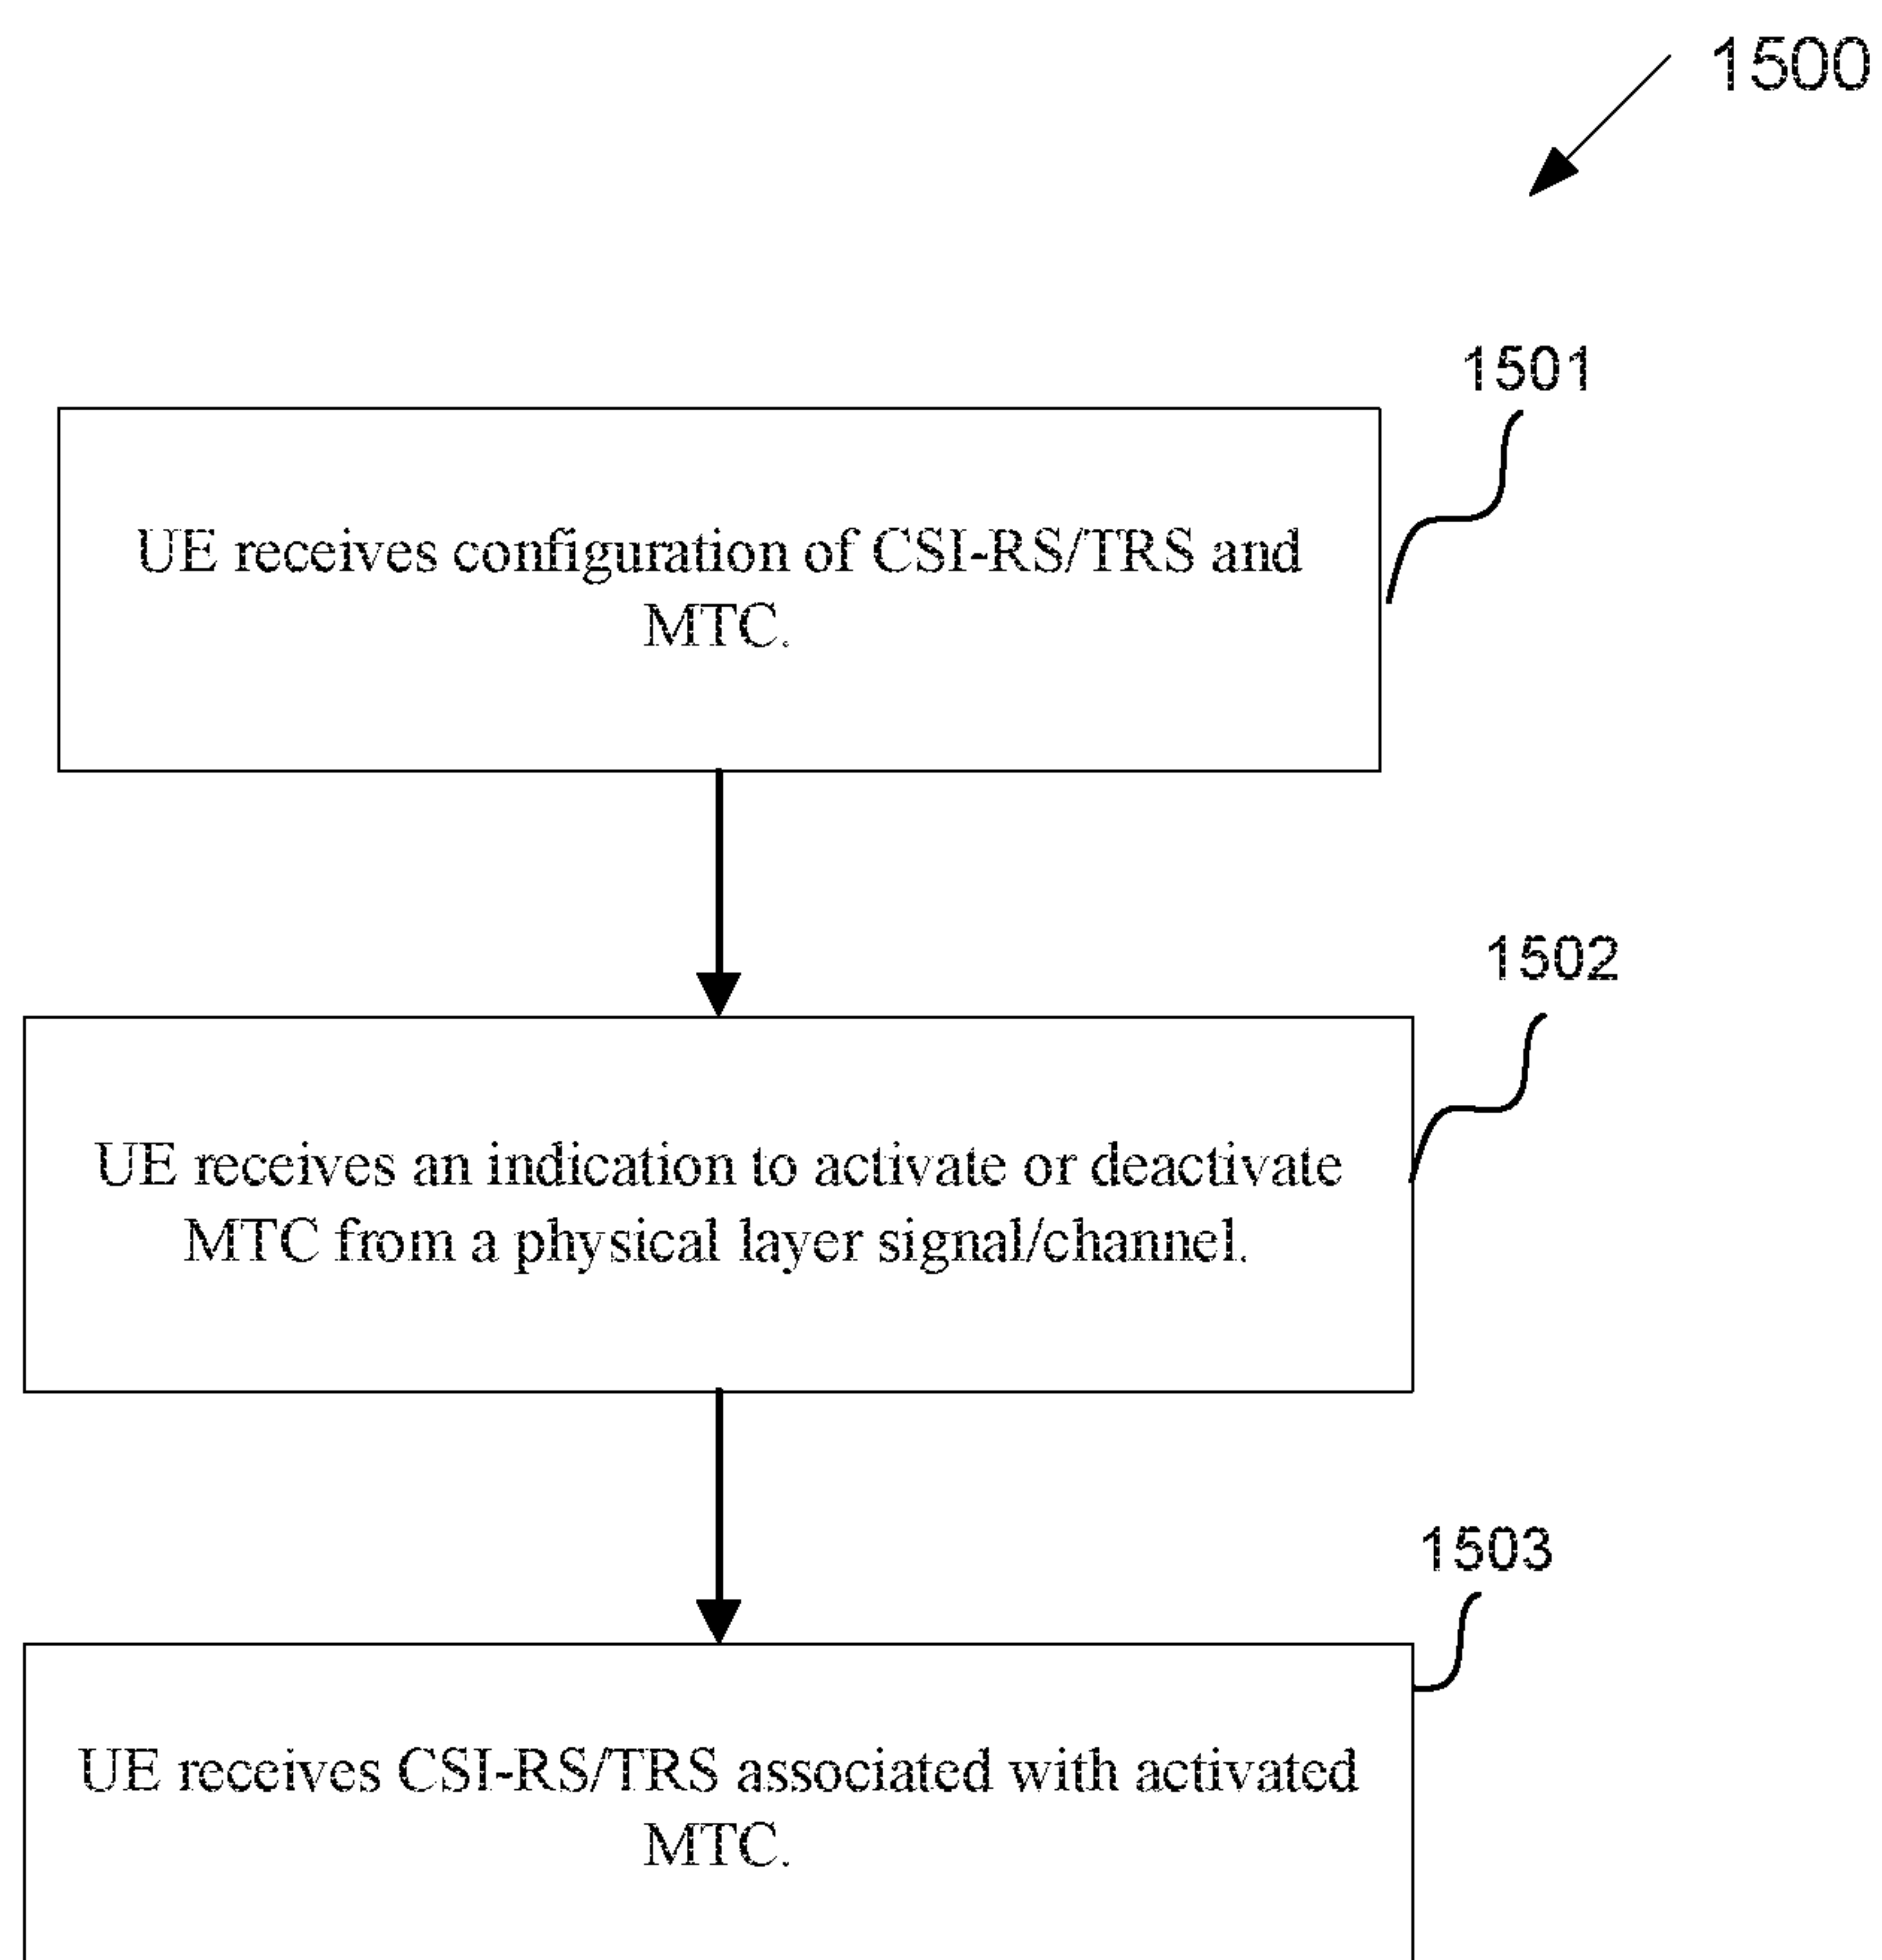 1500
1501
UE receives configuration of CSI-RS/TRS and
MTC.
1502
UE receives an indication to activate or deactivate
MTC from a physical layer signal/channel.
1503
UE receives CSI-RS/TRS associated with activated
MTC.